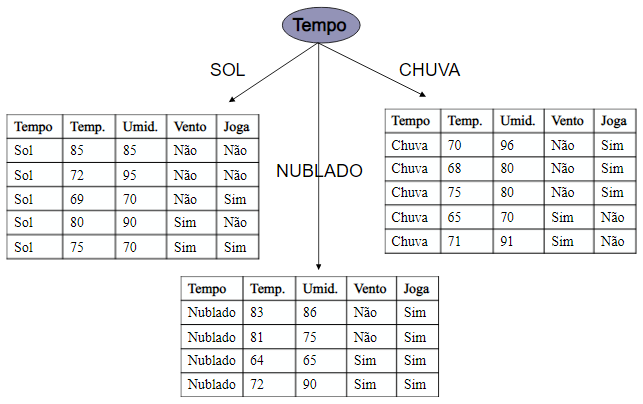 Tempo
SOL
CHUVA
NUBLADO
Tempo Temp. Umid. Vento Joga
Sol 85 85 Não Não
Sol 72 95 Não Não
Sol 69 70 Não Sim
Sol 80 90 Sim Não
Sol 75 70 Sim Sim
Tempo Temp. Umid. Vento Joga
Chuva 70 96 Não Sim
Chuva 68 80 Não Sim
Chuva 75 80 Não Sim
Chuva 65 70 Sim Não
Chuva 71 91 Sim Não
Tempo Temp. Umid. Vento Joga
Nublado 83 86 Não Sim
Nublado 81 75 Não Sim
Nublado 64 65 Sim Sim
Nublado 72 90 Sim Sim